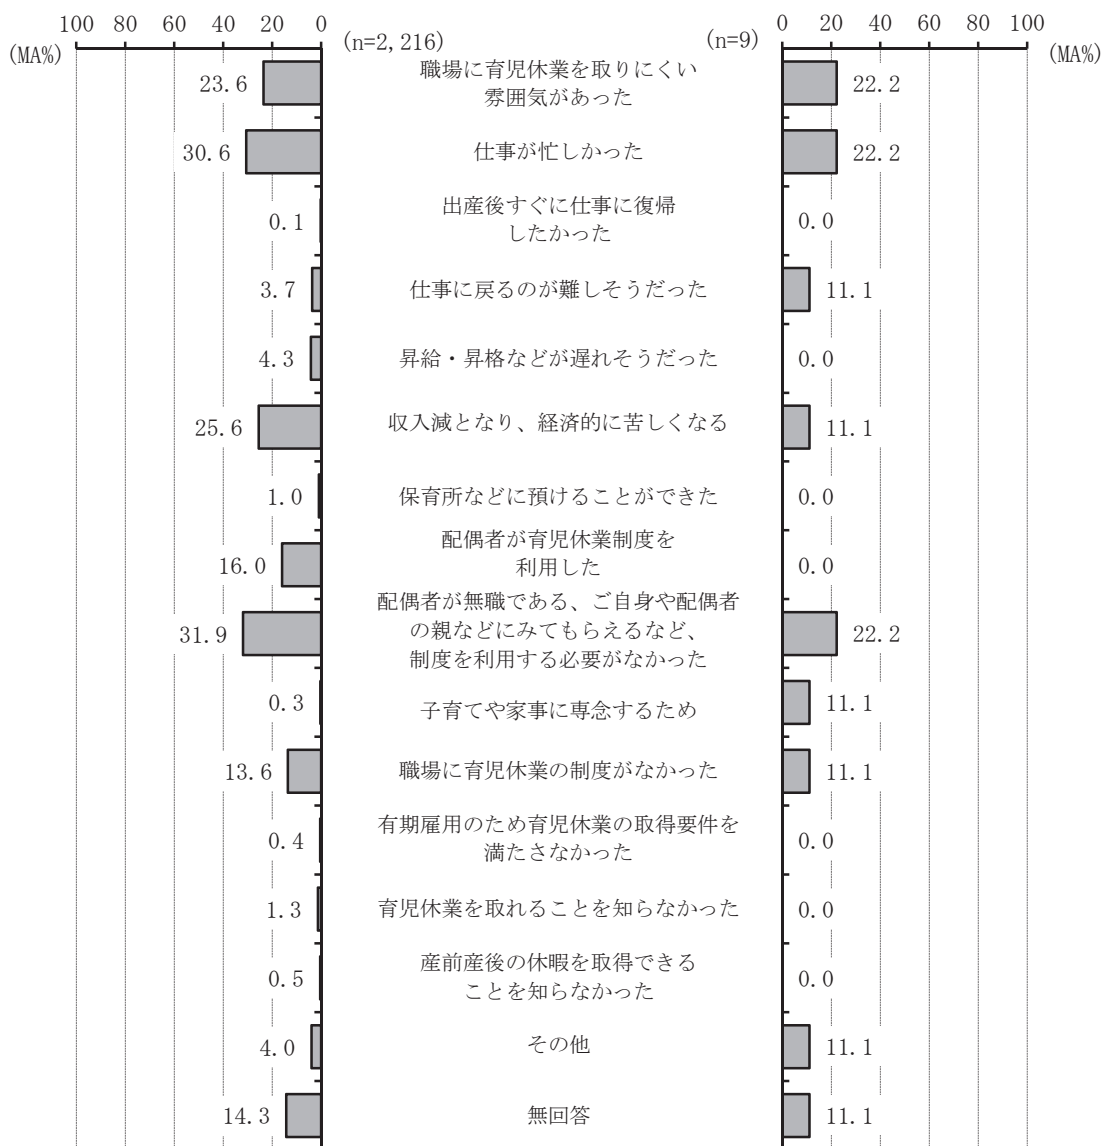 100 80 60 40 20 0
0 20 40 60 80 100
(MA%)
(n=2,216)
(n=9)
(MA%)
23.6
職場に育児休業を取りにくい
雰囲気があった
22.2
30.6
仕事が忙しかった
22.2
0.1
出産後すぐに仕事に復帰
したかった
0.0
3.7
仕事に戻るのが難しそうだった
11.1
4.3
昇給・昇格などが遅れそうだった
0.0
25.6
収入減となり、経済的に苦しくなる
11.1
1.0
保育所などに預けることができた
0.0
16.0
配偶者が育児休業制度を
利用した
0.0
31.9
配偶者が無職である、ご自身や配偶者
の親などにみてもらえるなど、
制度を利用する必要がなかった
22.2
0.3
子育てや家事に専念するため
11.1
13.6
職場に育児休業の制度がなかった
11.1
0.4
有期雇用のため育児休業の取得要件を
満たさなかった
0.0
1.3
育児休業を取れることを知らなかった
0.0
0.5
産前産後の休暇を取得できる
ことを知らなかった
0.0
4.0
その他
11.1
14.3
無回答
11.1